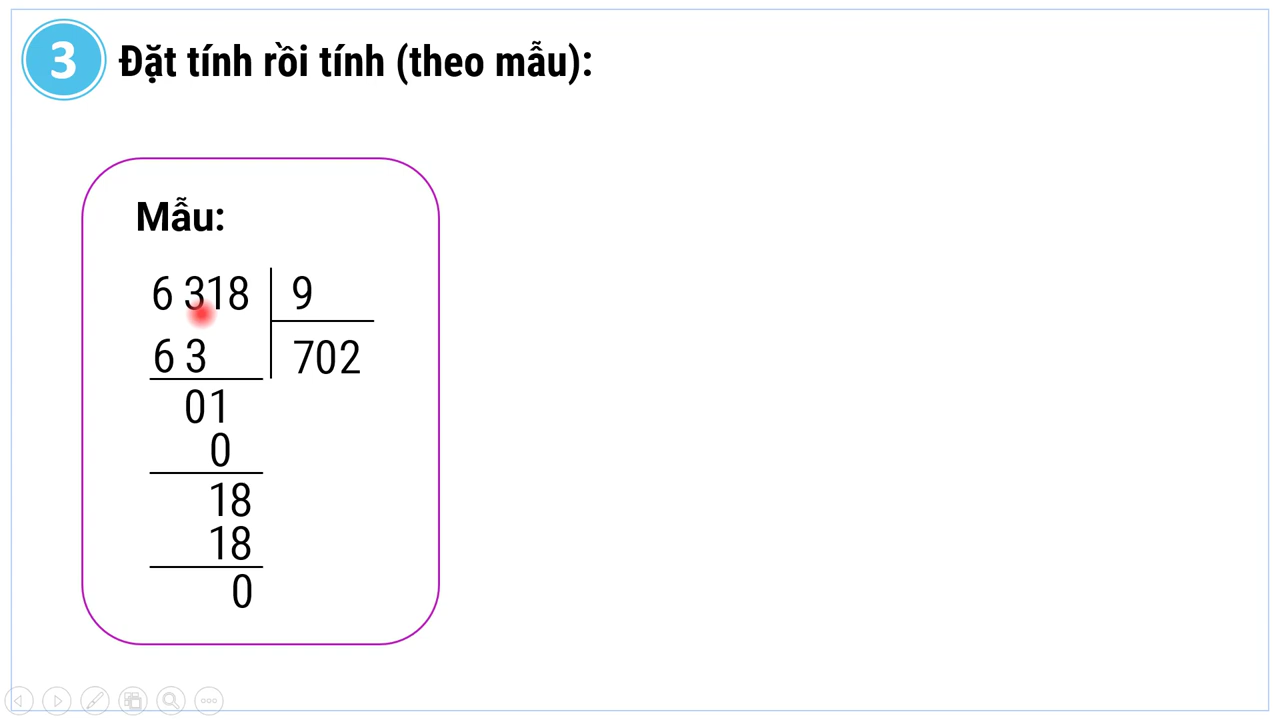 3
Đặt tính rồi tính (theo mẫu):
Mẫu:
6 318 9
6 3 702
01
0
18
18
0